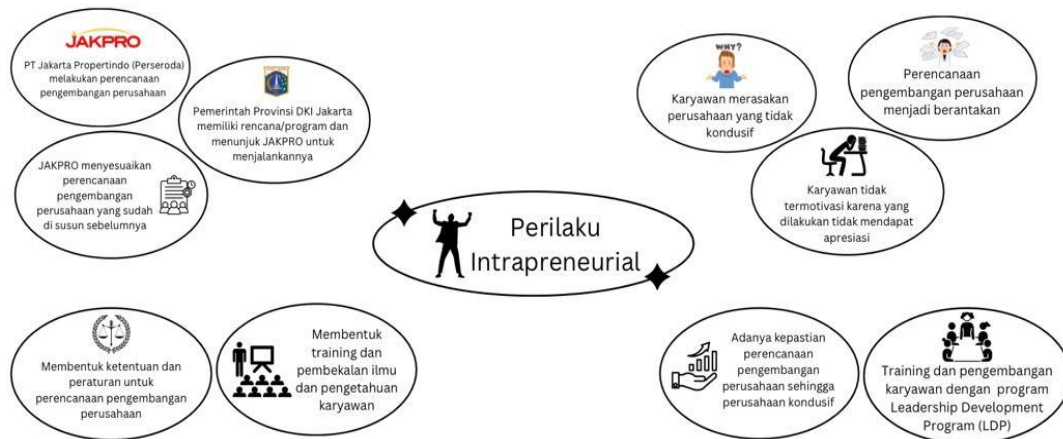 JAKPRO
PT Jakarta Propertindo (Perseroda)
melakukan perencanaan
pengembangan perusahaan
Pemerintah Provinsi DKI Jakarta
memiliki rencana/program dan
menunjuk JAKPRO untuk
menjalankannya
JAKPRO menyesuaikan
perencanaan
pengembangan
perusahaan yang sudah
di susun sebelumnya
WHY?
Karyawan merasakan
perusahaan yang tidak
kondusif
Perencanaan
pengembangan perusahaan
menjadi berantakan
Karyawan tidak
termotivasi karena yang
dilakukan tidak mendapat
apresiasi
Perilaku
Intrapreneurial
Membentuk ketentuan dan
peraturan untuk
perencanaan pengembangan
perusahaan
Membentuk
training dan
pembekalan ilmu
dan pengetahuan
karyawan
Adanya kepastian
perencanaan
pengembangan
perusahaan sehingga
perusahaan kondusif
Training dan pengembangan
karyawan dengan program
Leadership Development
Program (LDP)